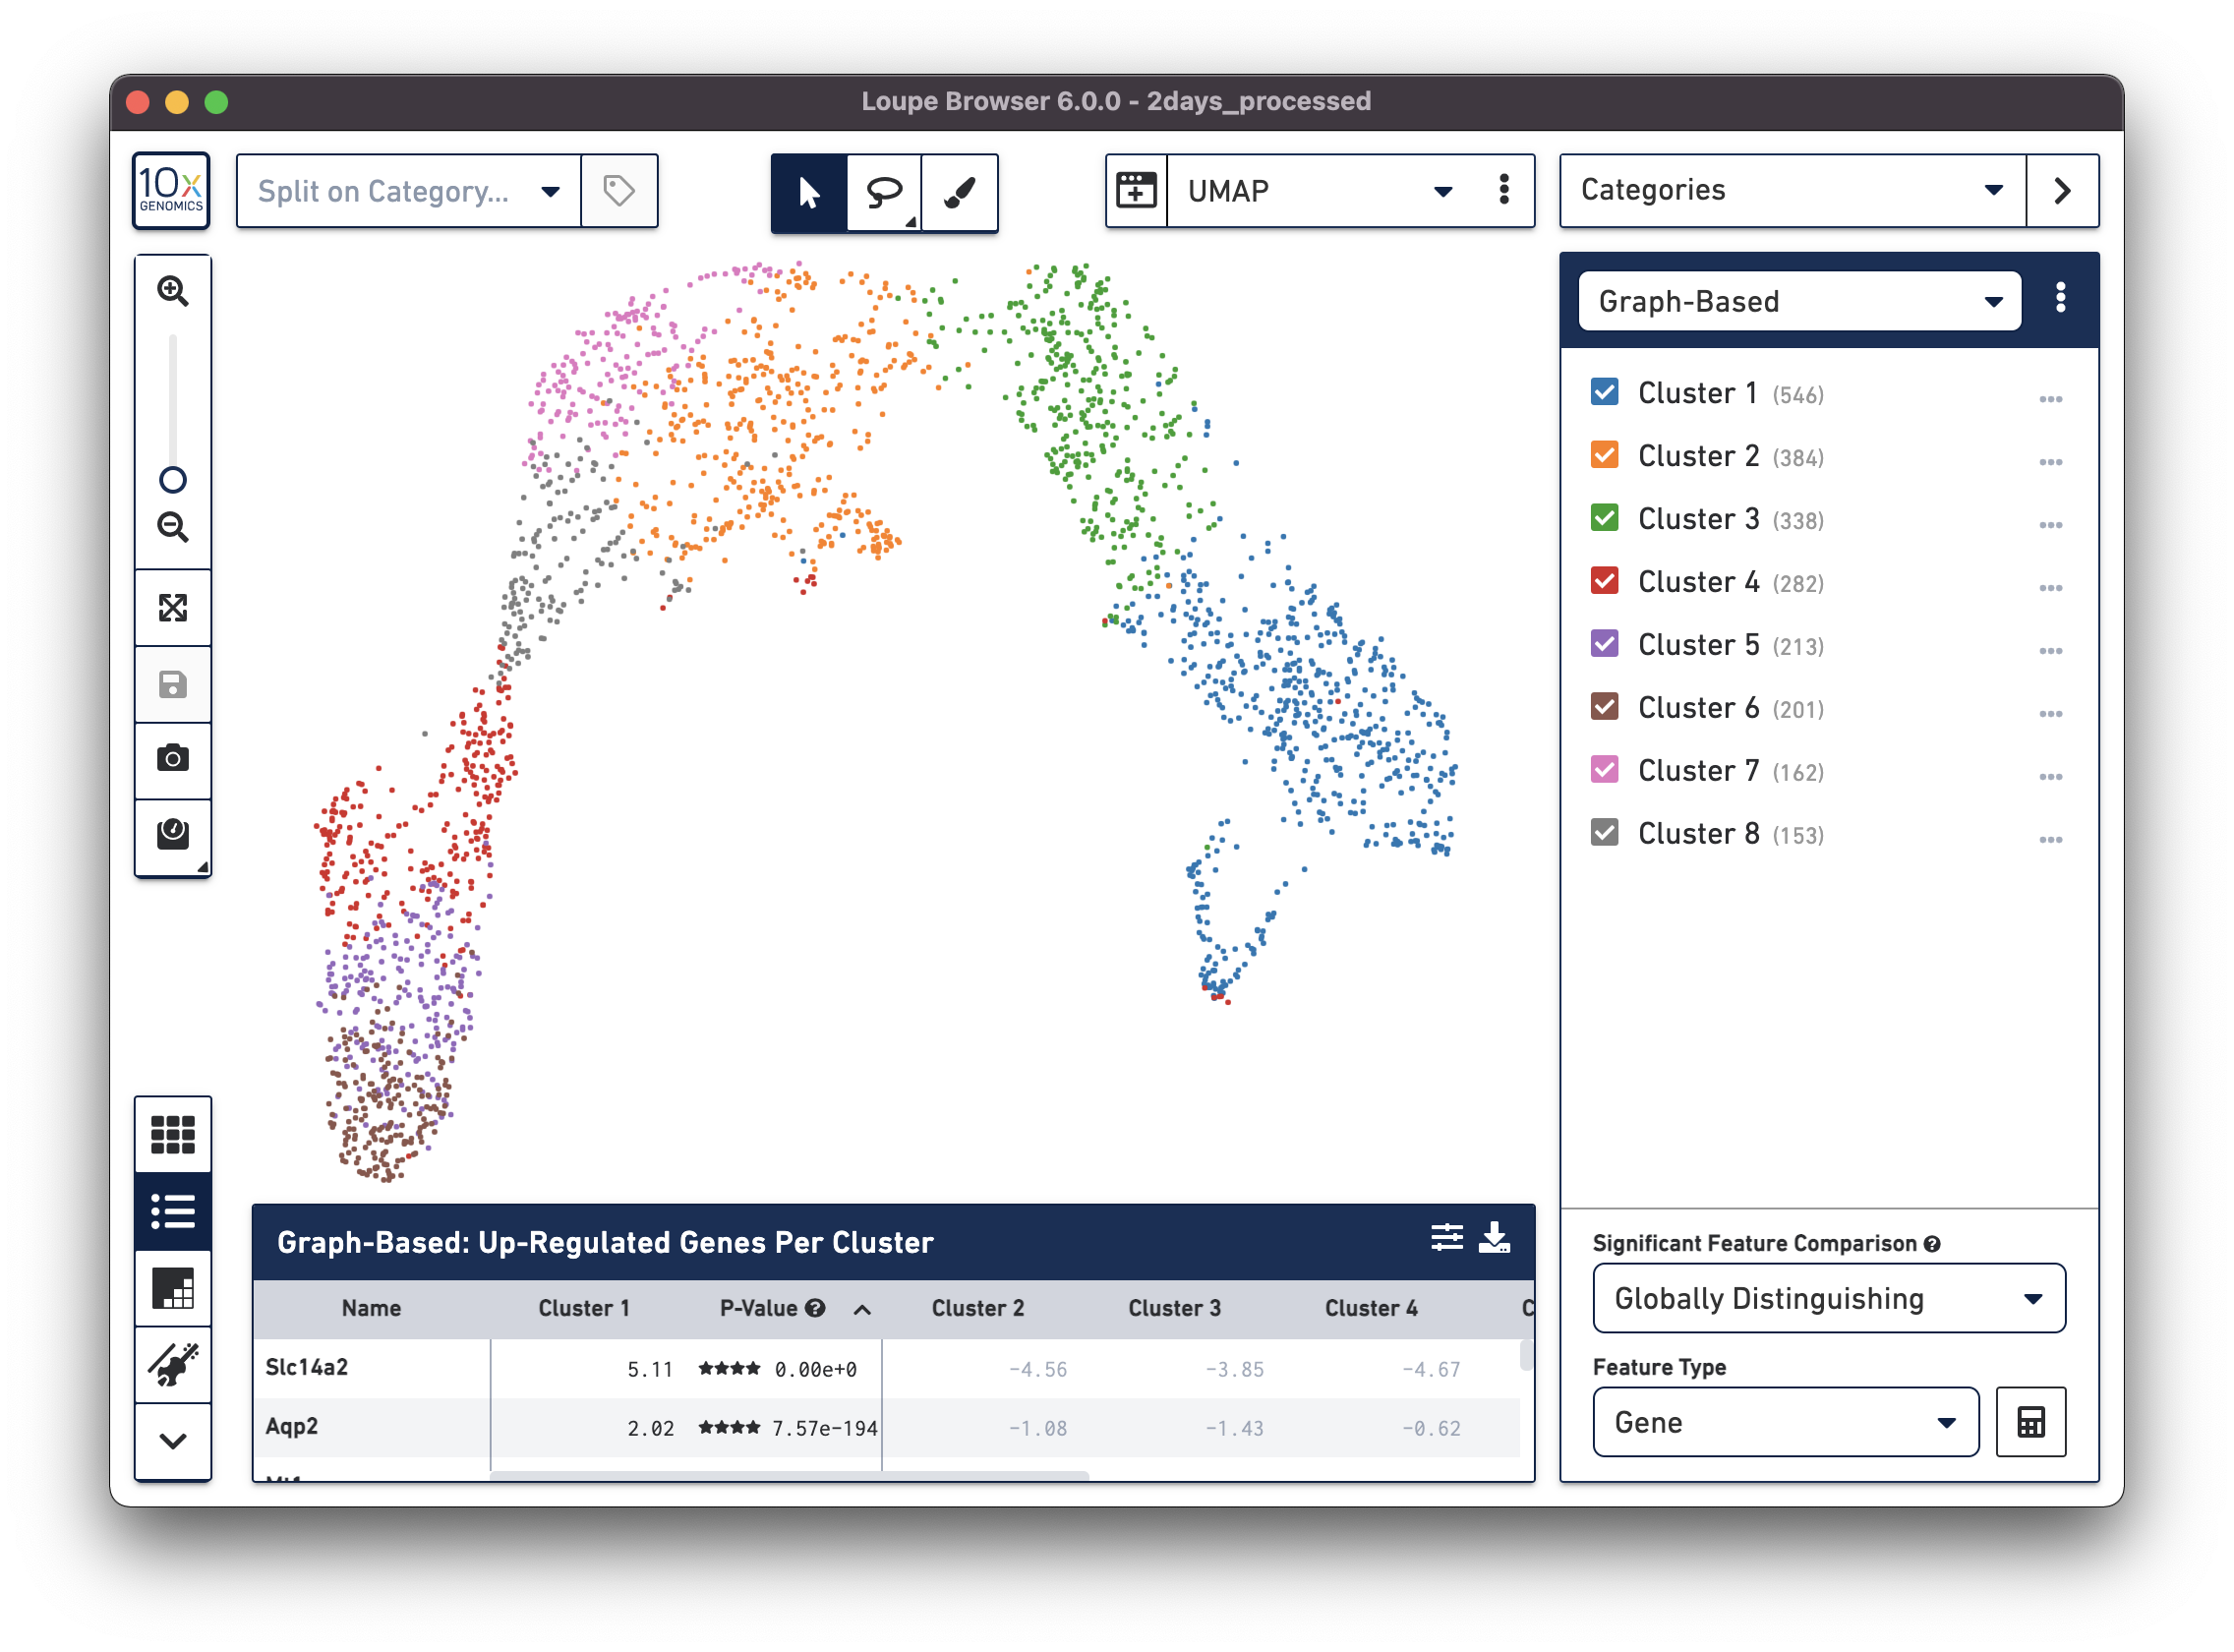 Loupe Browser 6.0.0 - 2days_processed
10x
GENOMICS
Split on Category...
UMAP
Categories
Graph-Based
Cluster 1 (546)
Cluster 2 (384)
Cluster 3 (338)
Cluster 4 (282)
Cluster 5 (213)
Cluster 6 (201)
Cluster 7 (162)
Cluster 8 (153)
Graph-Based: Up-Regulated Genes Per Cluster
Name Cluster 1 P-Value Cluster 2 Cluster 3 Cluster 4 C
Slc14a2 5.11 ★★★★ 0.00e+0 -4.56 -3.85 -4.67
Aqp2 2.02 ★★★★ 7.57e-194 -1.08 -1.43 -0.62
Significant Feature Comparison
Globally Distinguishing
Feature Type
Gene